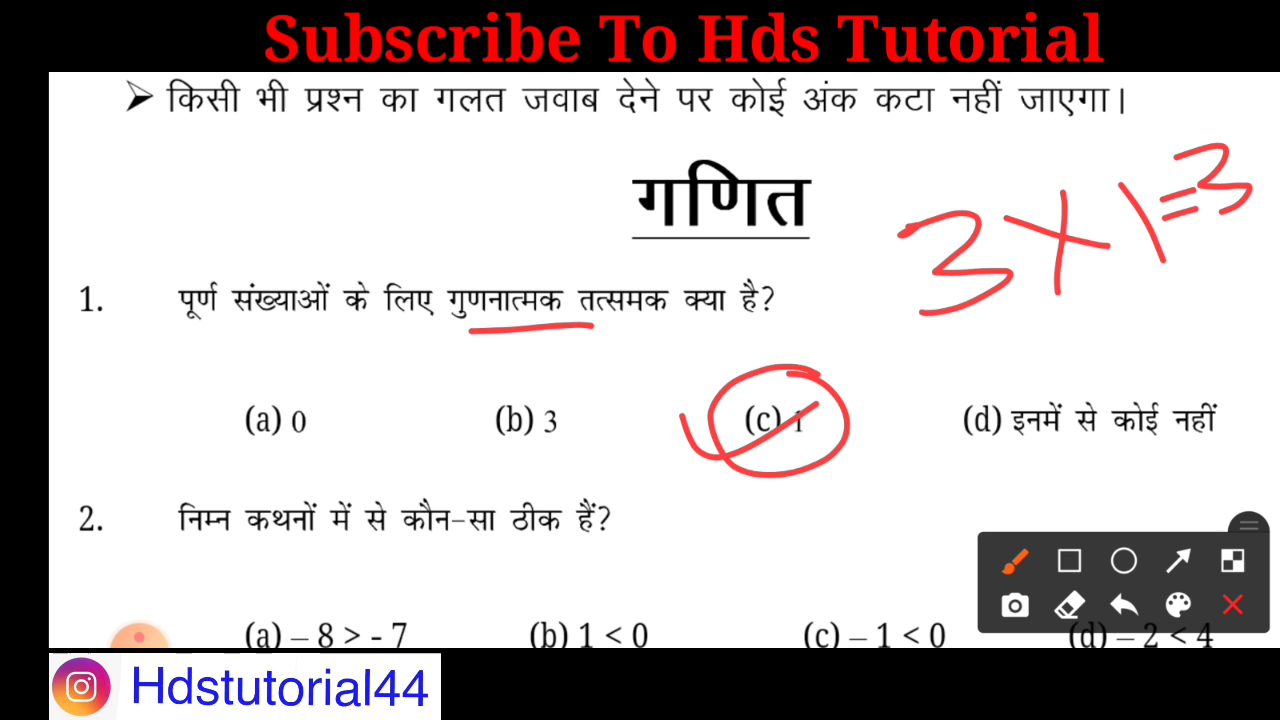 Subscribe To Hds Tutorial
➢ किसी भी प्रश्न का गलत जवाब देने पर कोई अंक कटा नहीं जाएगा।
गणित
3 X 1 = 3
1. पूर्ण संख्याओं के लिए गुणनात्मक तत्समक क्या है?
(a) 0 (b) 3 (c) 1 (d) इनमें से कोई नहीं
2. निम्न कथनों में से कौन-सा ठीक हैं?
(a) – 8 > - 7 (b) 1 < 0 (c) – 1 < 0 (d) – 2 < 4
Hdstutorial44